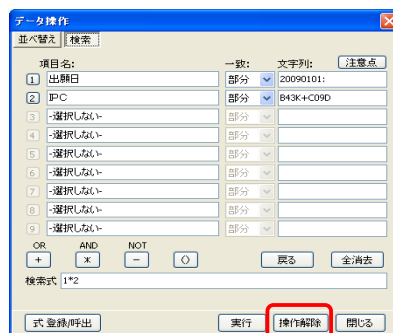 データ操作
並べ替え 検索
項目名: 一致: 文字列: 注意点
1 出願日 部分 20090101:
2 IPC 部分 B43K+C09D
3 -選択しない- 部分
4 -選択しない- 部分
5 -選択しない- 部分
6 -選択しない- 部分
7 -選択しない- 部分
8 -選択しない- 部分
9 -選択しない- 部分
OR AND NOT
+ * - () 戻る 全消去
検索式 1*2
式 登録/呼出 実行 操作解除 閉じる